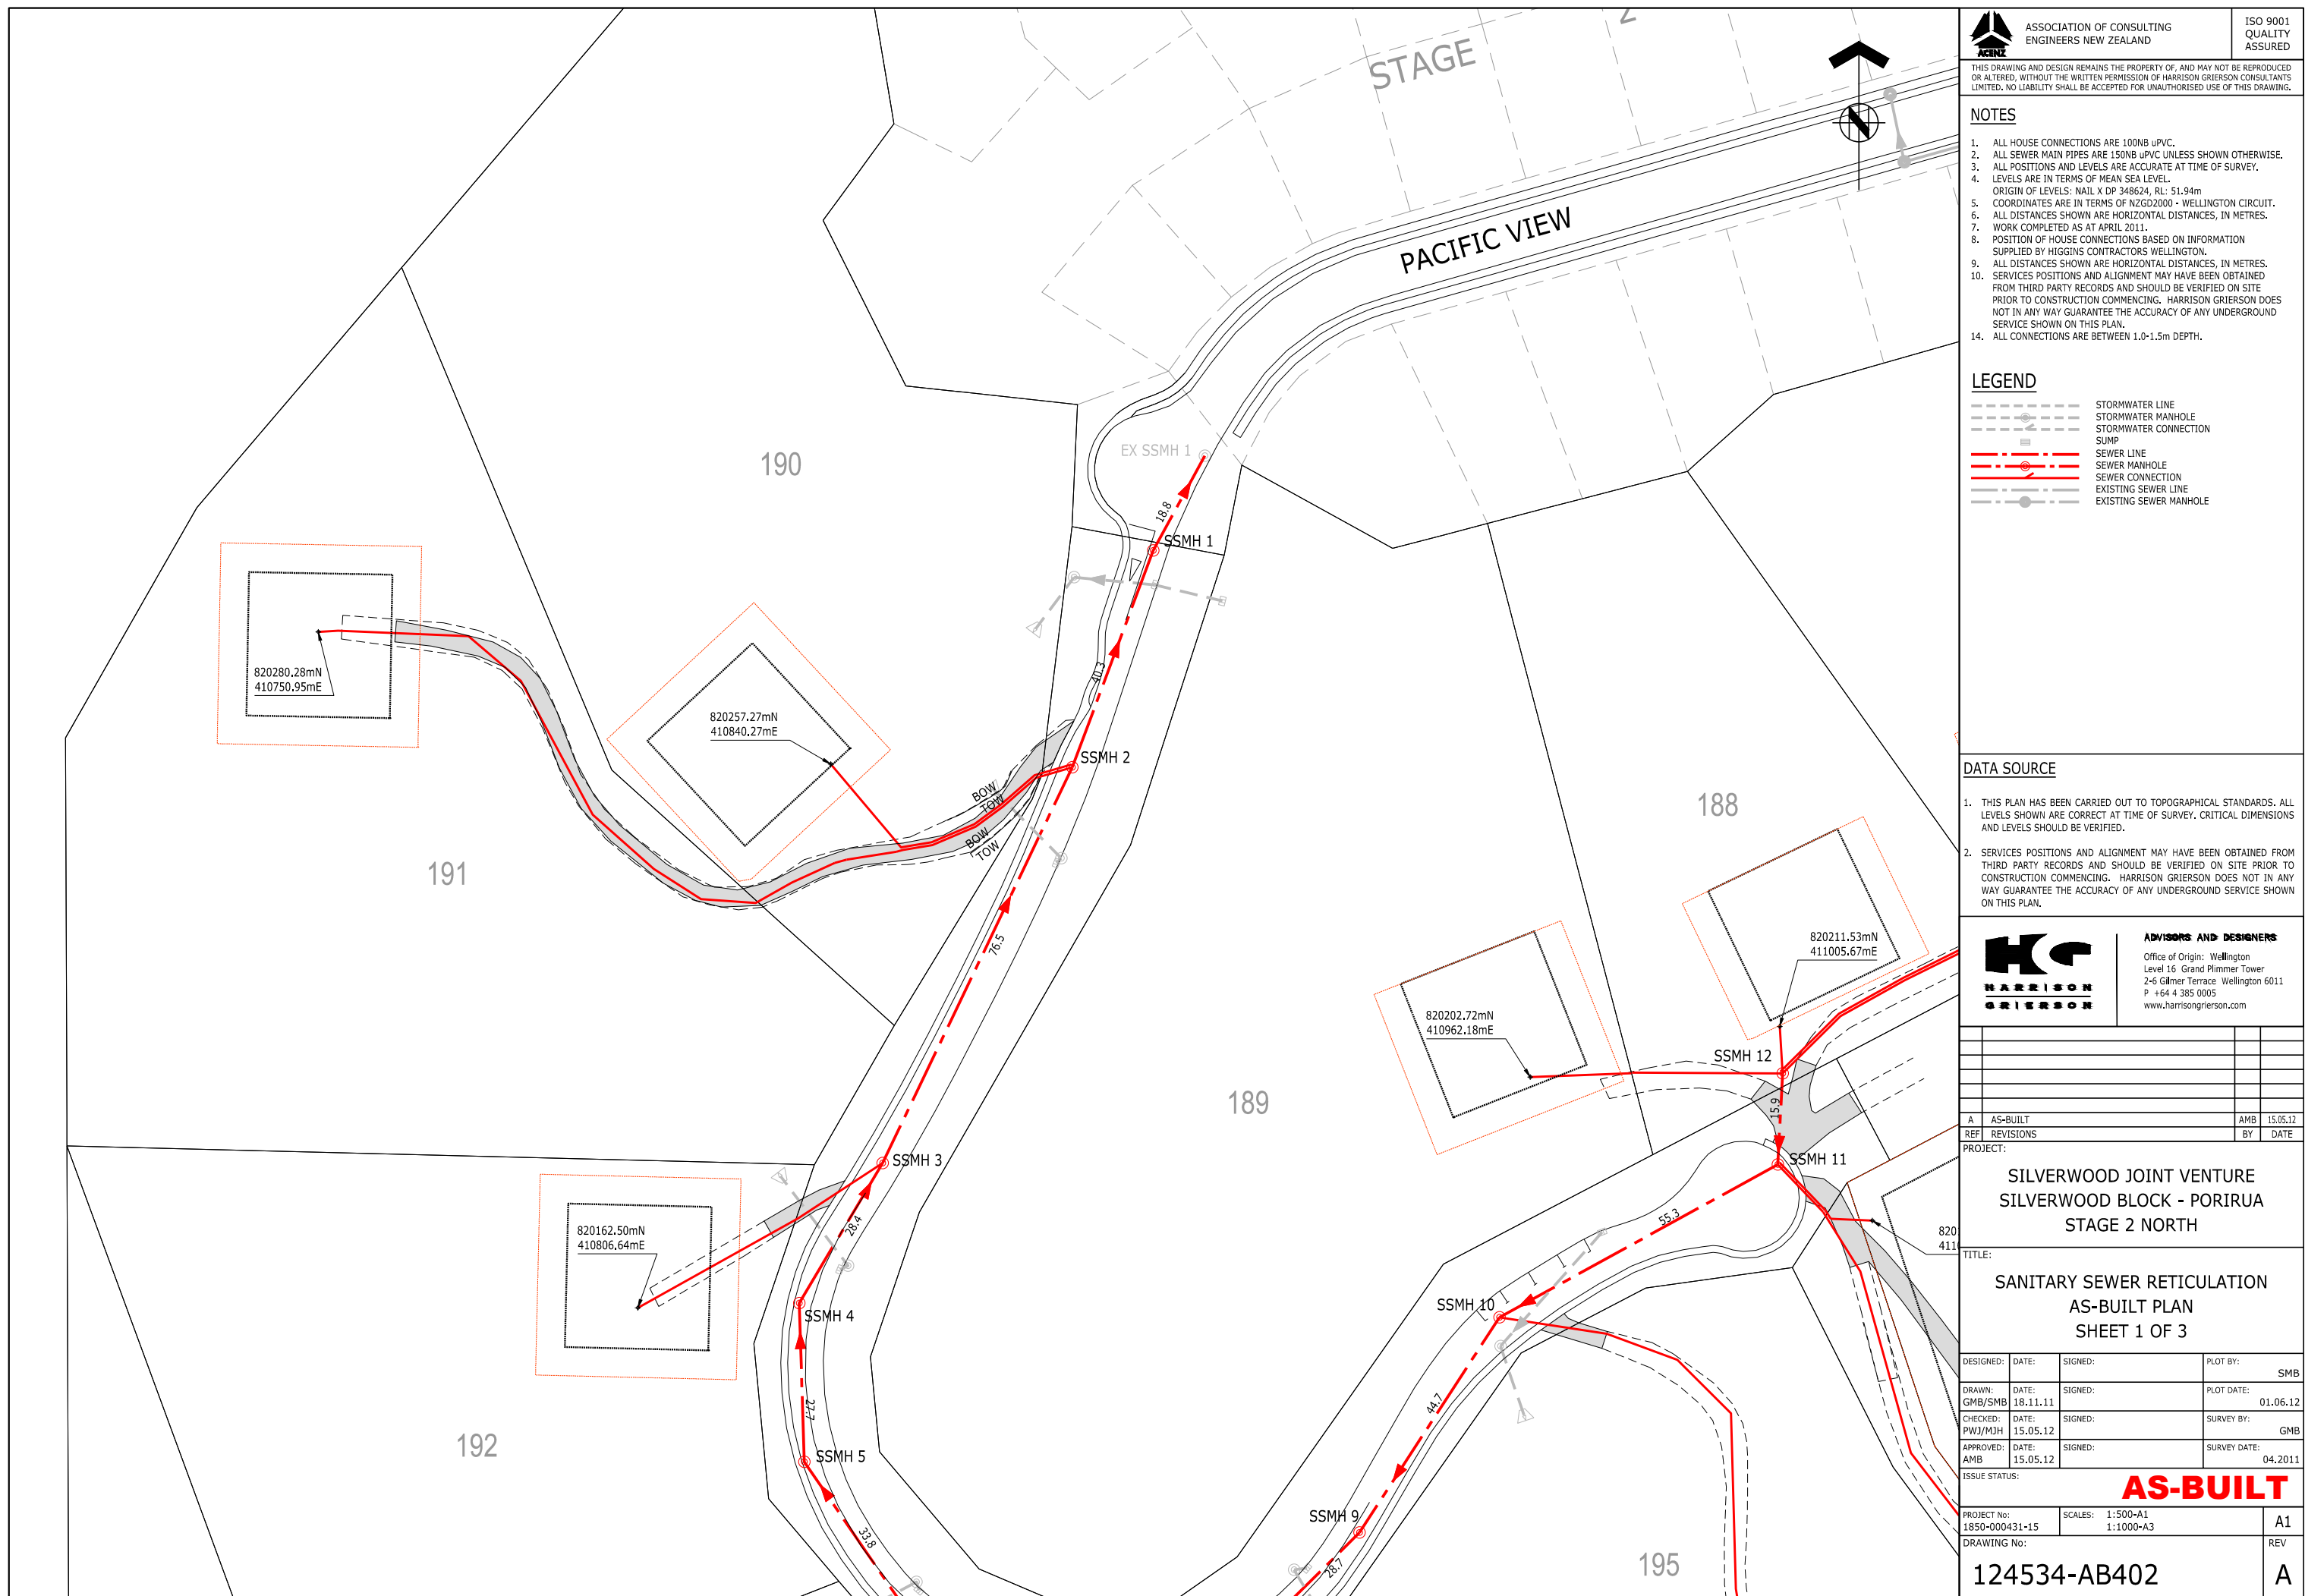 STAGE
2
PACIFIC VIEW
EX SSMH 1
190
18.8
SSMH 1
820280.28mN
410750.95mE
40.3
820257.27mN
410840.27mE
SSMH 2
BOW
TOW
BOW
TOW
188
191
76.5
820211.53mN
411005.67mE
820202.72mN
410962.18mE
SSMH 12
189
15.9
SSMH 3
SSMH 11
820162.50mN
410806.64mE
28.4
55.3
820
411
SSMH 10
SSMH 4
27.7
44.7
192
SSMH 5
SSMH 9
33.8
28.7
195
ACENZ
ASSOCIATION OF CONSULTING
ENGINEERS NEW ZEALAND
ISO 9001
QUALITY
ASSURED
THIS DRAWING AND DESIGN REMAINS THE PROPERTY OF, AND MAY NOT BE REPRODUCED
OR ALTERED, WITHOUT THE WRITTEN PERMISSION OF HARRISON GRIERSON CONSULTANTS
LIMITED. NO LIABILITY SHALL BE ACCEPTED FOR UNAUTHORISED USE OF THIS DRAWING.
NOTES
1. ALL HOUSE CONNECTIONS ARE 100NB uPVC.
2. ALL SEWER MAIN PIPES ARE 150NB uPVC UNLESS SHOWN OTHERWISE.
3. ALL POSITIONS AND LEVELS ARE ACCURATE AT TIME OF SURVEY.
4. LEVELS ARE IN TERMS OF MEAN SEA LEVEL.
ORIGIN OF LEVELS: NAIL X DP 348624, RL: 51.94m
5. COORDINATES ARE IN TERMS OF NZGD2000 - WELLINGTON CIRCUIT.
6. ALL DISTANCES SHOWN ARE HORIZONTAL DISTANCES, IN METRES.
7. WORK COMPLETED AS AT APRIL 2011.
8. POSITION OF HOUSE CONNECTIONS BASED ON INFORMATION
SUPPLIED BY HIGGINS CONTRACTORS WELLINGTON.
9. ALL DISTANCES SHOWN ARE HORIZONTAL DISTANCES, IN METRES.
10. SERVICES POSITIONS AND ALIGNMENT MAY HAVE BEEN OBTAINED
FROM THIRD PARTY RECORDS AND SHOULD BE VERIFIED ON SITE
PRIOR TO CONSTRUCTION COMMENCING. HARRISON GRIERSON DOES
NOT IN ANY WAY GUARANTEE THE ACCURACY OF ANY UNDERGROUND
SERVICE SHOWN ON THIS PLAN.
14. ALL CONNECTIONS ARE BETWEEN 1.0-1.5m DEPTH.
LEGEND
STORMWATER LINE
STORMWATER MANHOLE
STORMWATER CONNECTION
SUMP
SEWER LINE
SEWER MANHOLE
SEWER CONNECTION
EXISTING SEWER LINE
EXISTING SEWER MANHOLE
DATA SOURCE
1. THIS PLAN HAS BEEN CARRIED OUT TO TOPOGRAPHICAL STANDARDS. ALL
LEVELS SHOWN ARE CORRECT AT TIME OF SURVEY. CRITICAL DIMENSIONS
AND LEVELS SHOULD BE VERIFIED.
2. SERVICES POSITIONS AND ALIGNMENT MAY HAVE BEEN OBTAINED FROM
THIRD PARTY RECORDS AND SHOULD BE VERIFIED ON SITE PRIOR TO
CONSTRUCTION COMMENCING. HARRISON GRIERSON DOES NOT IN ANY
WAY GUARANTEE THE ACCURACY OF ANY UNDERGROUND SERVICE SHOWN
ON THIS PLAN.
HARRISON
GRIERSON
ADVISORS AND DESIGNERS
Office of Origin: Wellington
Level 16 Grand Plimmer Tower
2-6 Gilmer Terrace Wellington 6011
P +64 4 385 0005
www.harrisongrierson.com
A AS-BUILT AMB 15.05.12
REF REVISIONS BY DATE
PROJECT:
SILVERWOOD JOINT VENTURE
SILVERWOOD BLOCK - PORIRUA
STAGE 2 NORTH
TITLE:
SANITARY SEWER RETICULATION
AS-BUILT PLAN
SHEET 1 OF 3
DESIGNED: DATE: SIGNED: PLOT BY:
SMB
DRAWN: DATE: SIGNED: PLOT DATE:
GMB/SMB 18.11.11 01.06.12
CHECKED: DATE: SIGNED: SURVEY BY:
PWJ/MJH 15.05.12 GMB
APPROVED: DATE: SIGNED: SURVEY DATE:
AMB 15.05.12 04.2011
ISSUE STATUS:
AS-BUILT
PROJECT No: SCALES: 1:500-A1
1850-000431-15 1:1000-A3
A1
DRAWING No: REV
124534-AB402 A